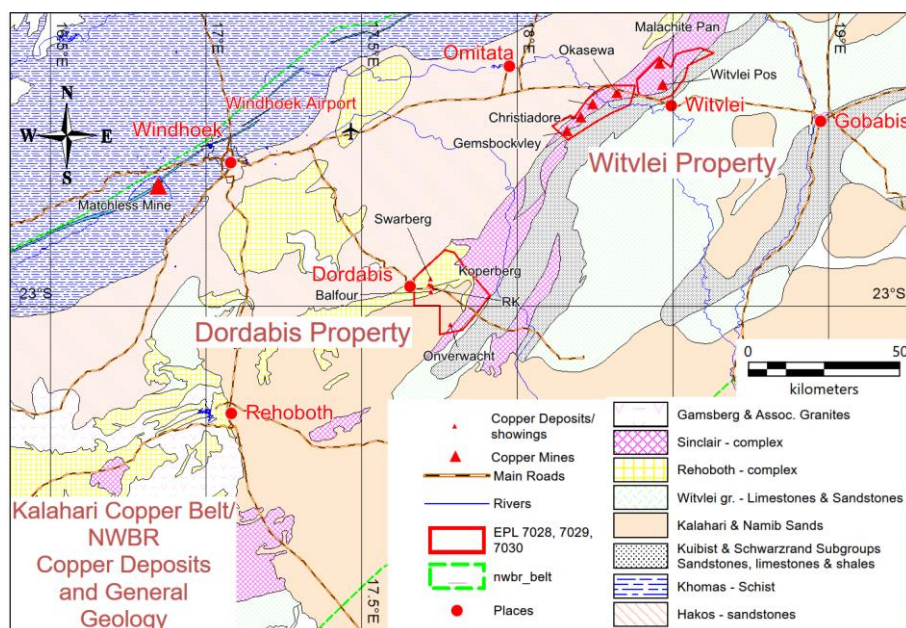 18.5°E
17°E
17.5°E
18°E
19°E
Malachite Pan
Okasewa
Omitata
Witvlei Pos
Windhoek Airport
Christiadore
Witvlei
N
W E
S
Windhoek
Gemsbockvley
Gobabis
Witvlei Property
Matchless Mine
Swarberg
Dordabis
Koperberg
Balfour
RK
23°S
23°S
Dordabis Property
Onverwacht
0 50
kilometers
Rehoboth
Kalahari Copper Belt/
NWBR
Copper Deposits
and General
Geology
17.5°E
Copper Deposits/
showings
Copper Mines
Main Roads
Rivers
EPL 7028, 7029,
7030
nwbr_belt
Places
Gamsberg & Assoc. Granites
Sinclair - complex
Rehoboth - complex
Witvlei gr. - Limestones & Sandstones
Kalahari & Namib Sands
Kuibist & Schwarzrand Subgroups
Sandstones, limestones & shales
Khomas - Schist
Hakos - sandstones